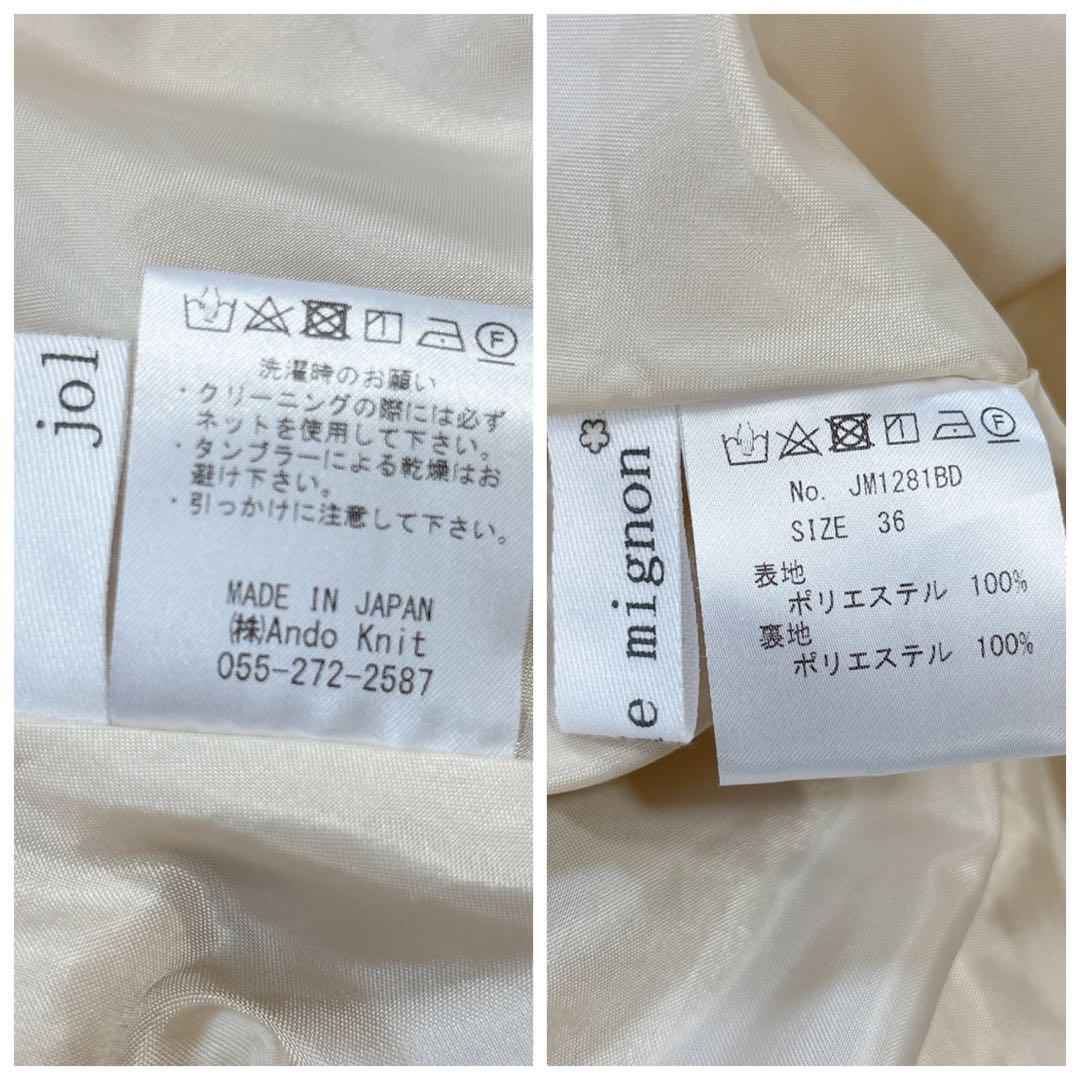 jol
F
洗濯時のお願い
・クリーニングの際には必ず
ネットを使用して下さい。
・タンブラーによる乾燥はお
避け下さい。
・引っかけに注意して下さい。
MADE IN JAPAN
㈱Ando Knit
055-272-2587
e mignon
F
No. JM1281BD
SIZE 36
表地
ポリエステル 100%
裏地
ポリエステル 100%